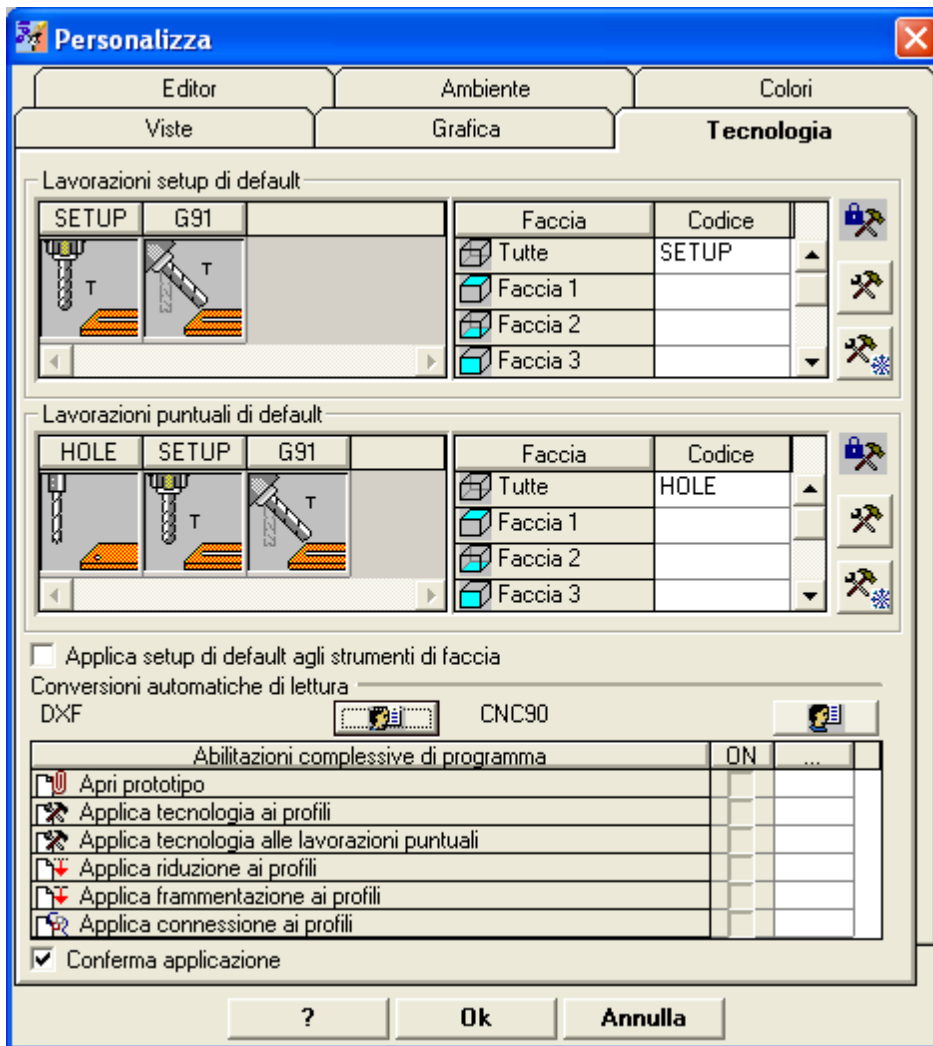 Personalizza
Editor Ambiente Colori
Viste Grafica Tecnologia
Lavorazioni setup di default
SETUP G91 Faccia Codice
T T Tutte SETUP
Faccia 1
Faccia 2
Faccia 3
Lavorazioni puntuali di default
HOLE SETUP G91 Faccia Codice
T T Tutte HOLE
Faccia 1
Faccia 2
Faccia 3
Applica setup di default agli strumenti di faccia
Conversioni automatiche di lettura
DXF CNC90
Abilitazioni complessive di programma ON ...
Apri prototipo
Applica tecnologia ai profili
Applica tecnologia alle lavorazioni puntuali
Applica riduzione ai profili
Applica frammentazione ai profili
Applica connessione ai profili
Conferma applicazione
? Ok Annulla